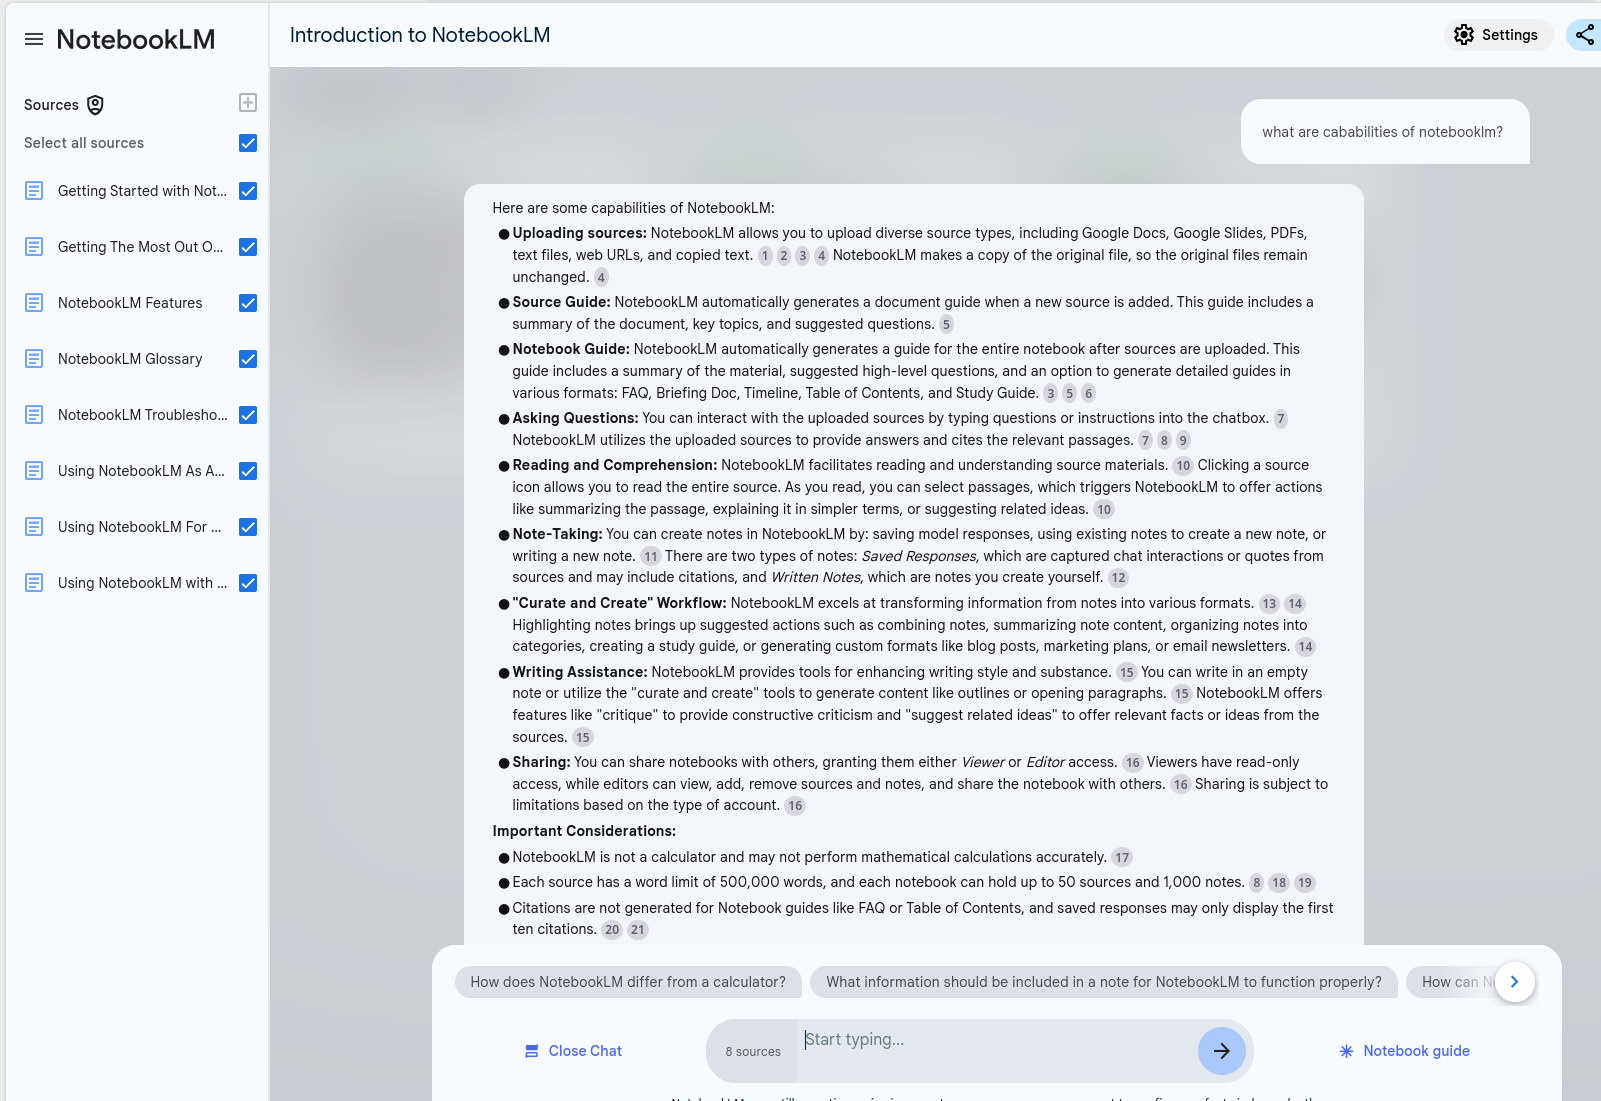 NotebookLM
Introduction to NotebookLM
Settings
Sources
Select all sources
Getting Started with Not...
Getting The Most Out O...
NotebookLM Features
NotebookLM Glossary
NotebookLM Troublesho...
Using NotebookLM As A...
Using NotebookLM For ...
Using NotebookLM with ...
what are cababilities of notebooklm?
Here are some capabilities of NotebookLM:
● Uploading sources: NotebookLM allows you to upload diverse source types, including Google Docs, Google Slides, PDFs,
text files, web URLs, and copied text. 1 2 3 4 NotebookLM makes a copy of the original file, so the original files remain
unchanged. 4
● Source Guide: NotebookLM automatically generates a document guide when a new source is added. This guide includes a
summary of the document, key topics, and suggested questions. 5
● Notebook Guide: NotebookLM automatically generates a guide for the entire notebook after sources are uploaded. This
guide includes a summary of the material, suggested high-level questions, and an option to generate detailed guides in
various formats: FAQ, Briefing Doc, Timeline, Table of Contents, and Study Guide. 3 5 6
● Asking Questions: You can interact with the uploaded sources by typing questions or instructions into the chatbox. 7
NotebookLM utilizes the uploaded sources to provide answers and cites the relevant passages. 7 8 9
● Reading and Comprehension: NotebookLM facilitates reading and understanding source materials. 10 Clicking a source
icon allows you to read the entire source. As you read, you can select passages, which triggers NotebookLM to offer actions
like summarizing the passage, explaining it in simpler terms, or suggesting related ideas. 10
● Note-Taking: You can create notes in NotebookLM by: saving model responses, using existing notes to create a new note, or
writing a new note. 11 There are two types of notes: Saved Responses, which are captured chat interactions or quotes from
sources and may include citations, and Written Notes, which are notes you create yourself. 12
● "Curate and Create" Workflow: NotebookLM excels at transforming information from notes into various formats. 13 14
Highlighting notes brings up suggested actions such as combining notes, summarizing note content, organizing notes into
categories, creating a study guide, or generating custom formats like blog posts, marketing plans, or email newsletters. 14
● Writing Assistance: NotebookLM provides tools for enhancing writing style and substance. 15 You can write in an empty
note or utilize the "curate and create" tools to generate content like outlines or opening paragraphs. 15 NotebookLM offers
features like "critique" to provide constructive criticism and "suggest related ideas" to offer relevant facts or ideas from the
sources. 15
● Sharing: You can share notebooks with others, granting them either Viewer or Editor access. 16 Viewers have read-only
access, while editors can view, add, remove sources and notes, and share the notebook with others. 16 Sharing is subject to
limitations based on the type of account. 16
Important Considerations:
● NotebookLM is not a calculator and may not perform mathematical calculations accurately. 17
● Each source has a word limit of 500,000 words, and each notebook can hold up to 50 sources and 1,000 notes. 8 18 19
● Citations are not generated for Notebook guides like FAQ or Table of Contents, and saved responses may only display the first
ten citations. 20 21
How does NotebookLM differ from a calculator?
What information should be included in a note for NotebookLM to function properly?
How can
Close Chat
8 sources
Start typing...
Notebook guide